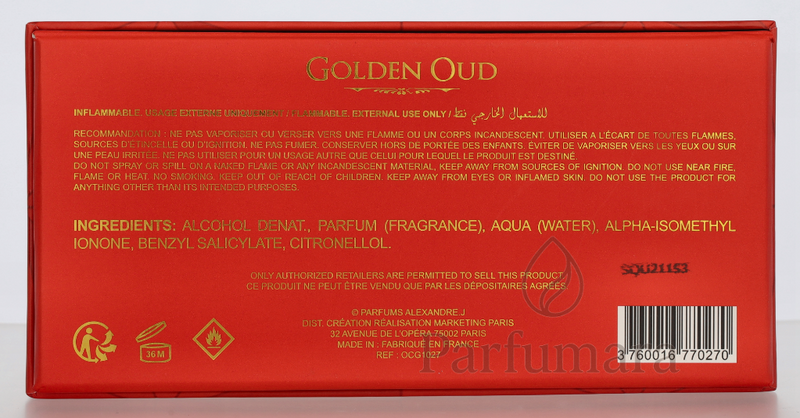 GOLDEN OUD
INFLAMMABLE. USAGE EXTERNE UNIQUEMENT / FLAMMABLE. EXTERNAL USE ONLY / للاستعمال الخارجي فقط
RECOMMANDATION : NE PAS VAPORISER OU VERSER VERS UNE FLAMME OU UN CORPS INCANDESCENT. UTILISER A L'ÉCART DE TOUTES FLAMMES,
SOURCES D'ÉTINCELLE OU D'IGNITION. NE PAS FUMER. CONSERVER HORS DE PORTÉE DES ENFANTS. ÉVITER DE VAPORISER VERS LES YEUX OU SUR
UNE PEAU IRRITÉE. NE PAS UTILISER POUR UN USAGE AUTRE QUE CELUI POUR LEQUEL LE PRODUIT EST DESTINÉ.
DO NOT SPRAY OR SPILL ON A NAKED FLAME OR ANY INCANDESCENT MATERIAL, KEEP AWAY FROM SOURCES OF IGNITION. DO NOT USE NEAR FIRE,
FLAME OR HEAT. NO SMOKING. KEEP OUT OF REACH OF CHILDREN. KEEP AWAY FROM EYES OR INFLAMED SKIN. DO NOT USE THE PRODUCT FOR
ANYTHING OTHER THAN ITS INTENDED PURPOSES.
INGREDIENTS: ALCOHOL DENAT., PARFUM (FRAGRANCE), AQUA (WATER), ALPHA-ISOMETHYL
IONONE, BENZYL SALICYLATE, CITRONELLOL.
SQU21153
ONLY AUTHORIZED RETAILERS ARE PERMITTED TO SELL THIS PRODUCT.
CE PRODUIT NE PEUT ÊTRE VENDU QUE PAR LES DÉPOSITAIRES AGRÉÉS.
36 M
© PARFUMS ALEXANDRE.J
DIST. CRÉATION RÉALISATION MARKETING PARIS
32 AVENUE DE L'OPÉRA 75002 PARIS
MADE IN : FABRIQUÉ EN FRANCE
REF : OCG1027
3 760016 770270
Parfumara